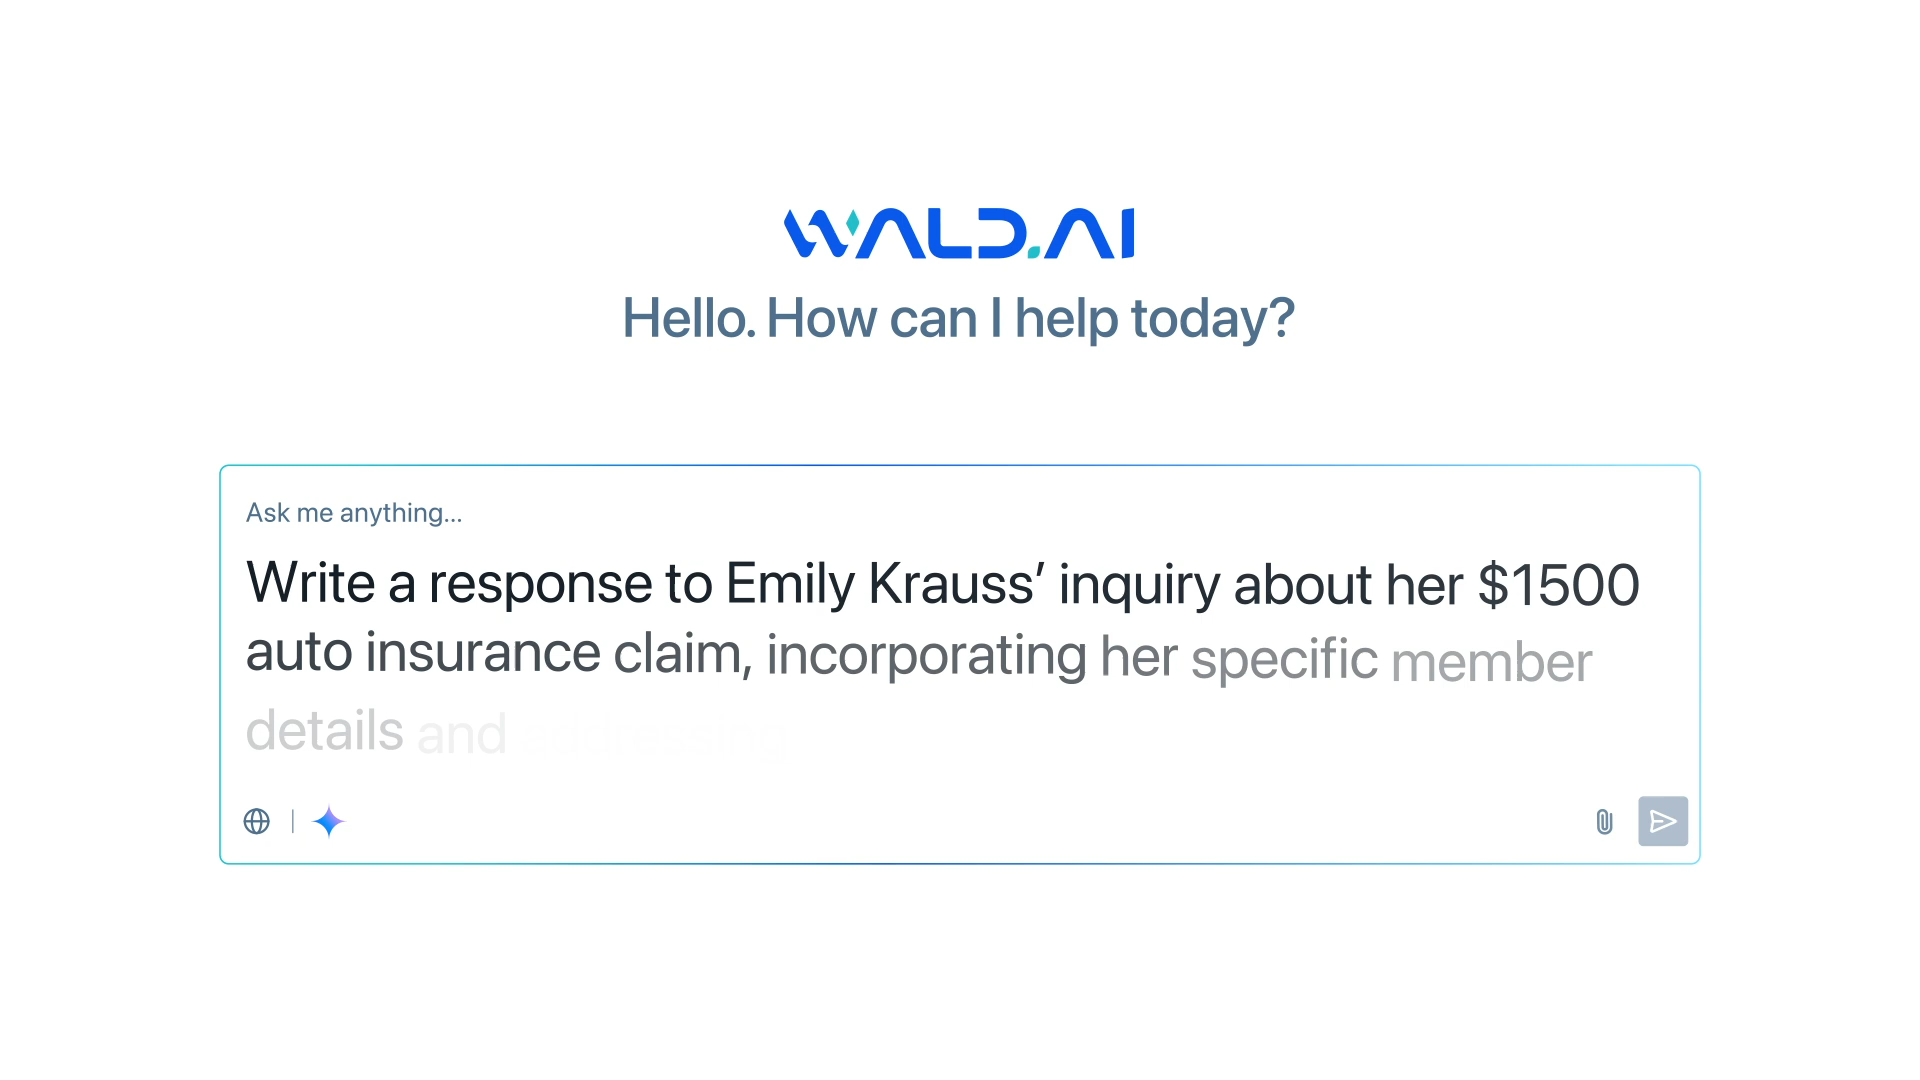 WALD.AI
Hello. How can I help today?
Ask me anything...
Write a response to Emily Krauss’ inquiry about her $1500
auto insurance claim, incorporating her specific member
details and addressing